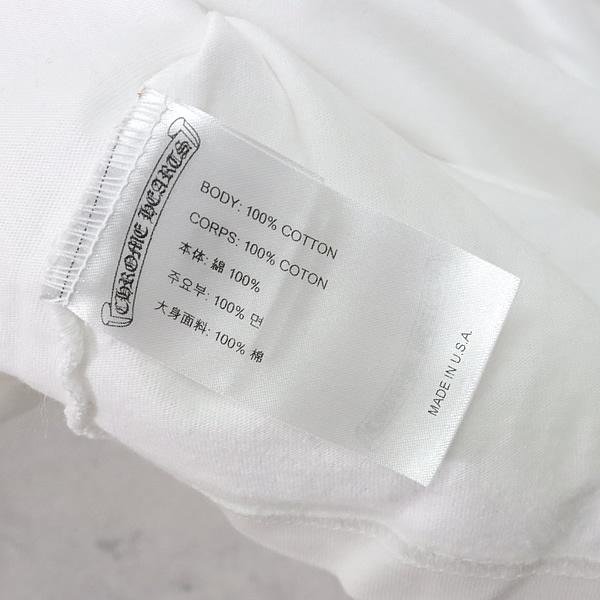 CHROME HEARTS
BODY: 100% COTTON
CORPS: 100% COTON
本体: 綿 100%
주요부: 100% 면
大身面料: 100% 棉
MADE IN U.S.A.